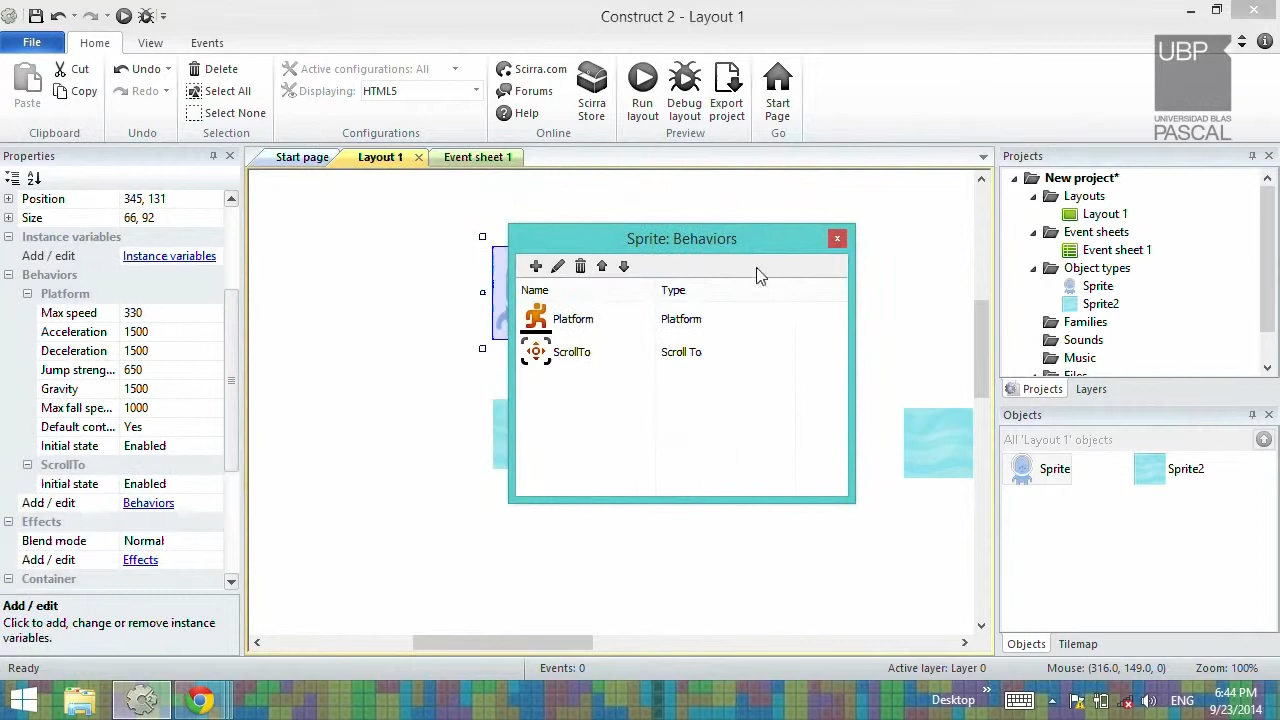 Construct 2 - Layout 1
UBP
UNIVERSIDAD BLAS
PASCAL
File
Home
View
Events
Paste
Cut
Copy
Clipboard
Undo
Redo
Undo
Delete
Select All
Select None
Selection
Active configurations: All
Displaying:
HTML5
Configurations
Scirra.com
Forums
Help
Scirra
Store
Online
Run
layout
Debug
layout
Export
project
Preview
Start
Page
Go
Properties
Position 345, 131
Size 66, 92
Instance variables
Add / edit Instance variables
Behaviors
Platform
Max speed 330
Acceleration 1500
Deceleration 1500
Jump streng... 650
Gravity 1500
Max fall spe... 1000
Default cont... Yes
Initial state Enabled
ScrollTo
Initial state Enabled
Add / edit Behaviors
Effects
Blend mode Normal
Add / edit Effects
Container
Add / edit
Click to add, change or remove instance
variables.
Start page
Layout 1
Event sheet 1
Sprite: Behaviors
Name Type
Platform Platform
ScrollTo Scroll To
Projects
New project*
Layouts
Layout 1
Event sheets
Event sheet 1
Object types
Sprite
Sprite2
Families
Sounds
Music
Projects
Layers
Objects
All 'Layout 1' objects
Sprite
Sprite2
Objects
Tilemap
Ready
Events: 0
Active layer: Layer 0
Mouse: (316.0, 149.0, 0)
Zoom: 100%
Desktop
ENG
6:44 PM
9/23/2014